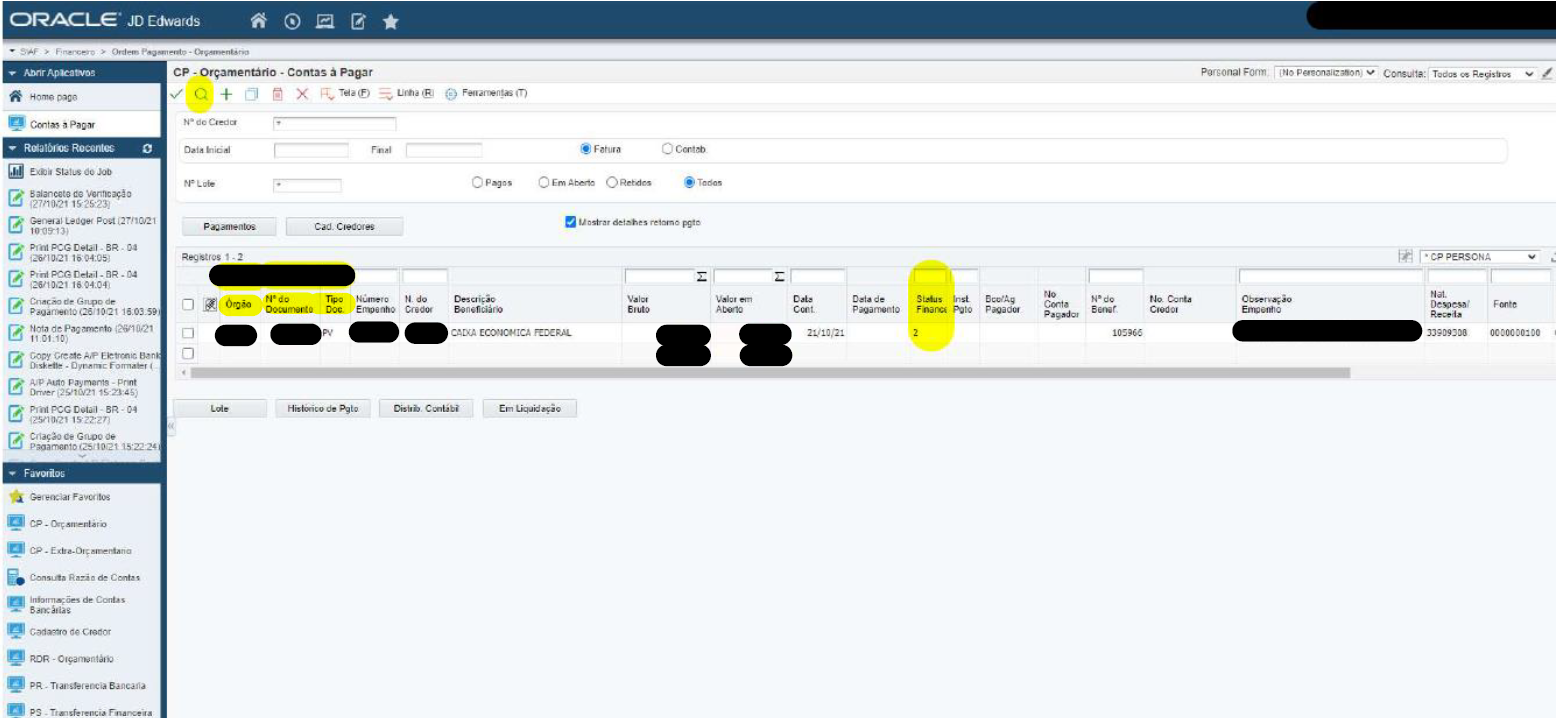 ORACLE JD Edwards
SIAF > Financeiro > Ordem Pagamento - Orçamentário
Abrir Aplicativos
Home page
Contas à Pagar
Relatórios Recentes
Exibir Status do Job
Balancete de Verificação
(27/10/21 15:25:23)
General Ledger Post (27/10/21
10:09:13)
Print PCG Detail - BR - 04
(26/10/21 16:04:05)
Print PCG Detail - BR - 04
(26/10/21 16:04:04)
Criação de Grupo de
Pagamento (26/10/21 16:03:59)
Nota de Pagamento (26/10/21
11:01:10)
Copy Create A/P Eletronic Bank
Diskette - Dynamic Formater (...
A/P Auto Payments - Print
Driver (25/10/21 15:23:45)
Print PCG Detail - BR - 04
(25/10/21 15:22:27)
Criação de Grupo de
Pagamento (25/10/21 15:22:24)
Favoritos
Gerenciar Favoritos
CP - Orçamentário
CP - Extra-Orçamentario
Consulta Razão de Contas
Informações de Contas
Bancárias
Cadastro de Credor
RDR - Orçamentário
PR - Transferencia Bancaria
PS - Transferencia Financeira
CP - Orçamentário - Contas à Pagar
Personal Form: (No Personalization) Consulta: Todos os Registros
Tela (F) Linha (R) Ferramentas (T)
Nº do Credor *
Data Inicial Final Fatura Contab.
Nº Lote * Pagos Em Aberto Retidos Todos
Pagamentos Cad. Credores Mostrar detalhes retorno pgto
Registros 1 - 2 * CP PERSONA
Órgão Nº do Documento Tipo Doc. Número Empenho N. do Credor Descrição Beneficiário Valor Bruto Valor em Aberto Data Cont. Data de Pagamento Status Finance Inst. Pgto Bco/Ag Pagador No Conta Pagador Nº do Benef. No. Conta Credor Observação Empenho Nat. Despesa/ Receita Fonte
PV CAIXA ECONOMICA FEDERAL 21/10/21 2 105966 33909308 0000000100
Lote Histórico de Pgto Distrib. Contábil Em Liquidação